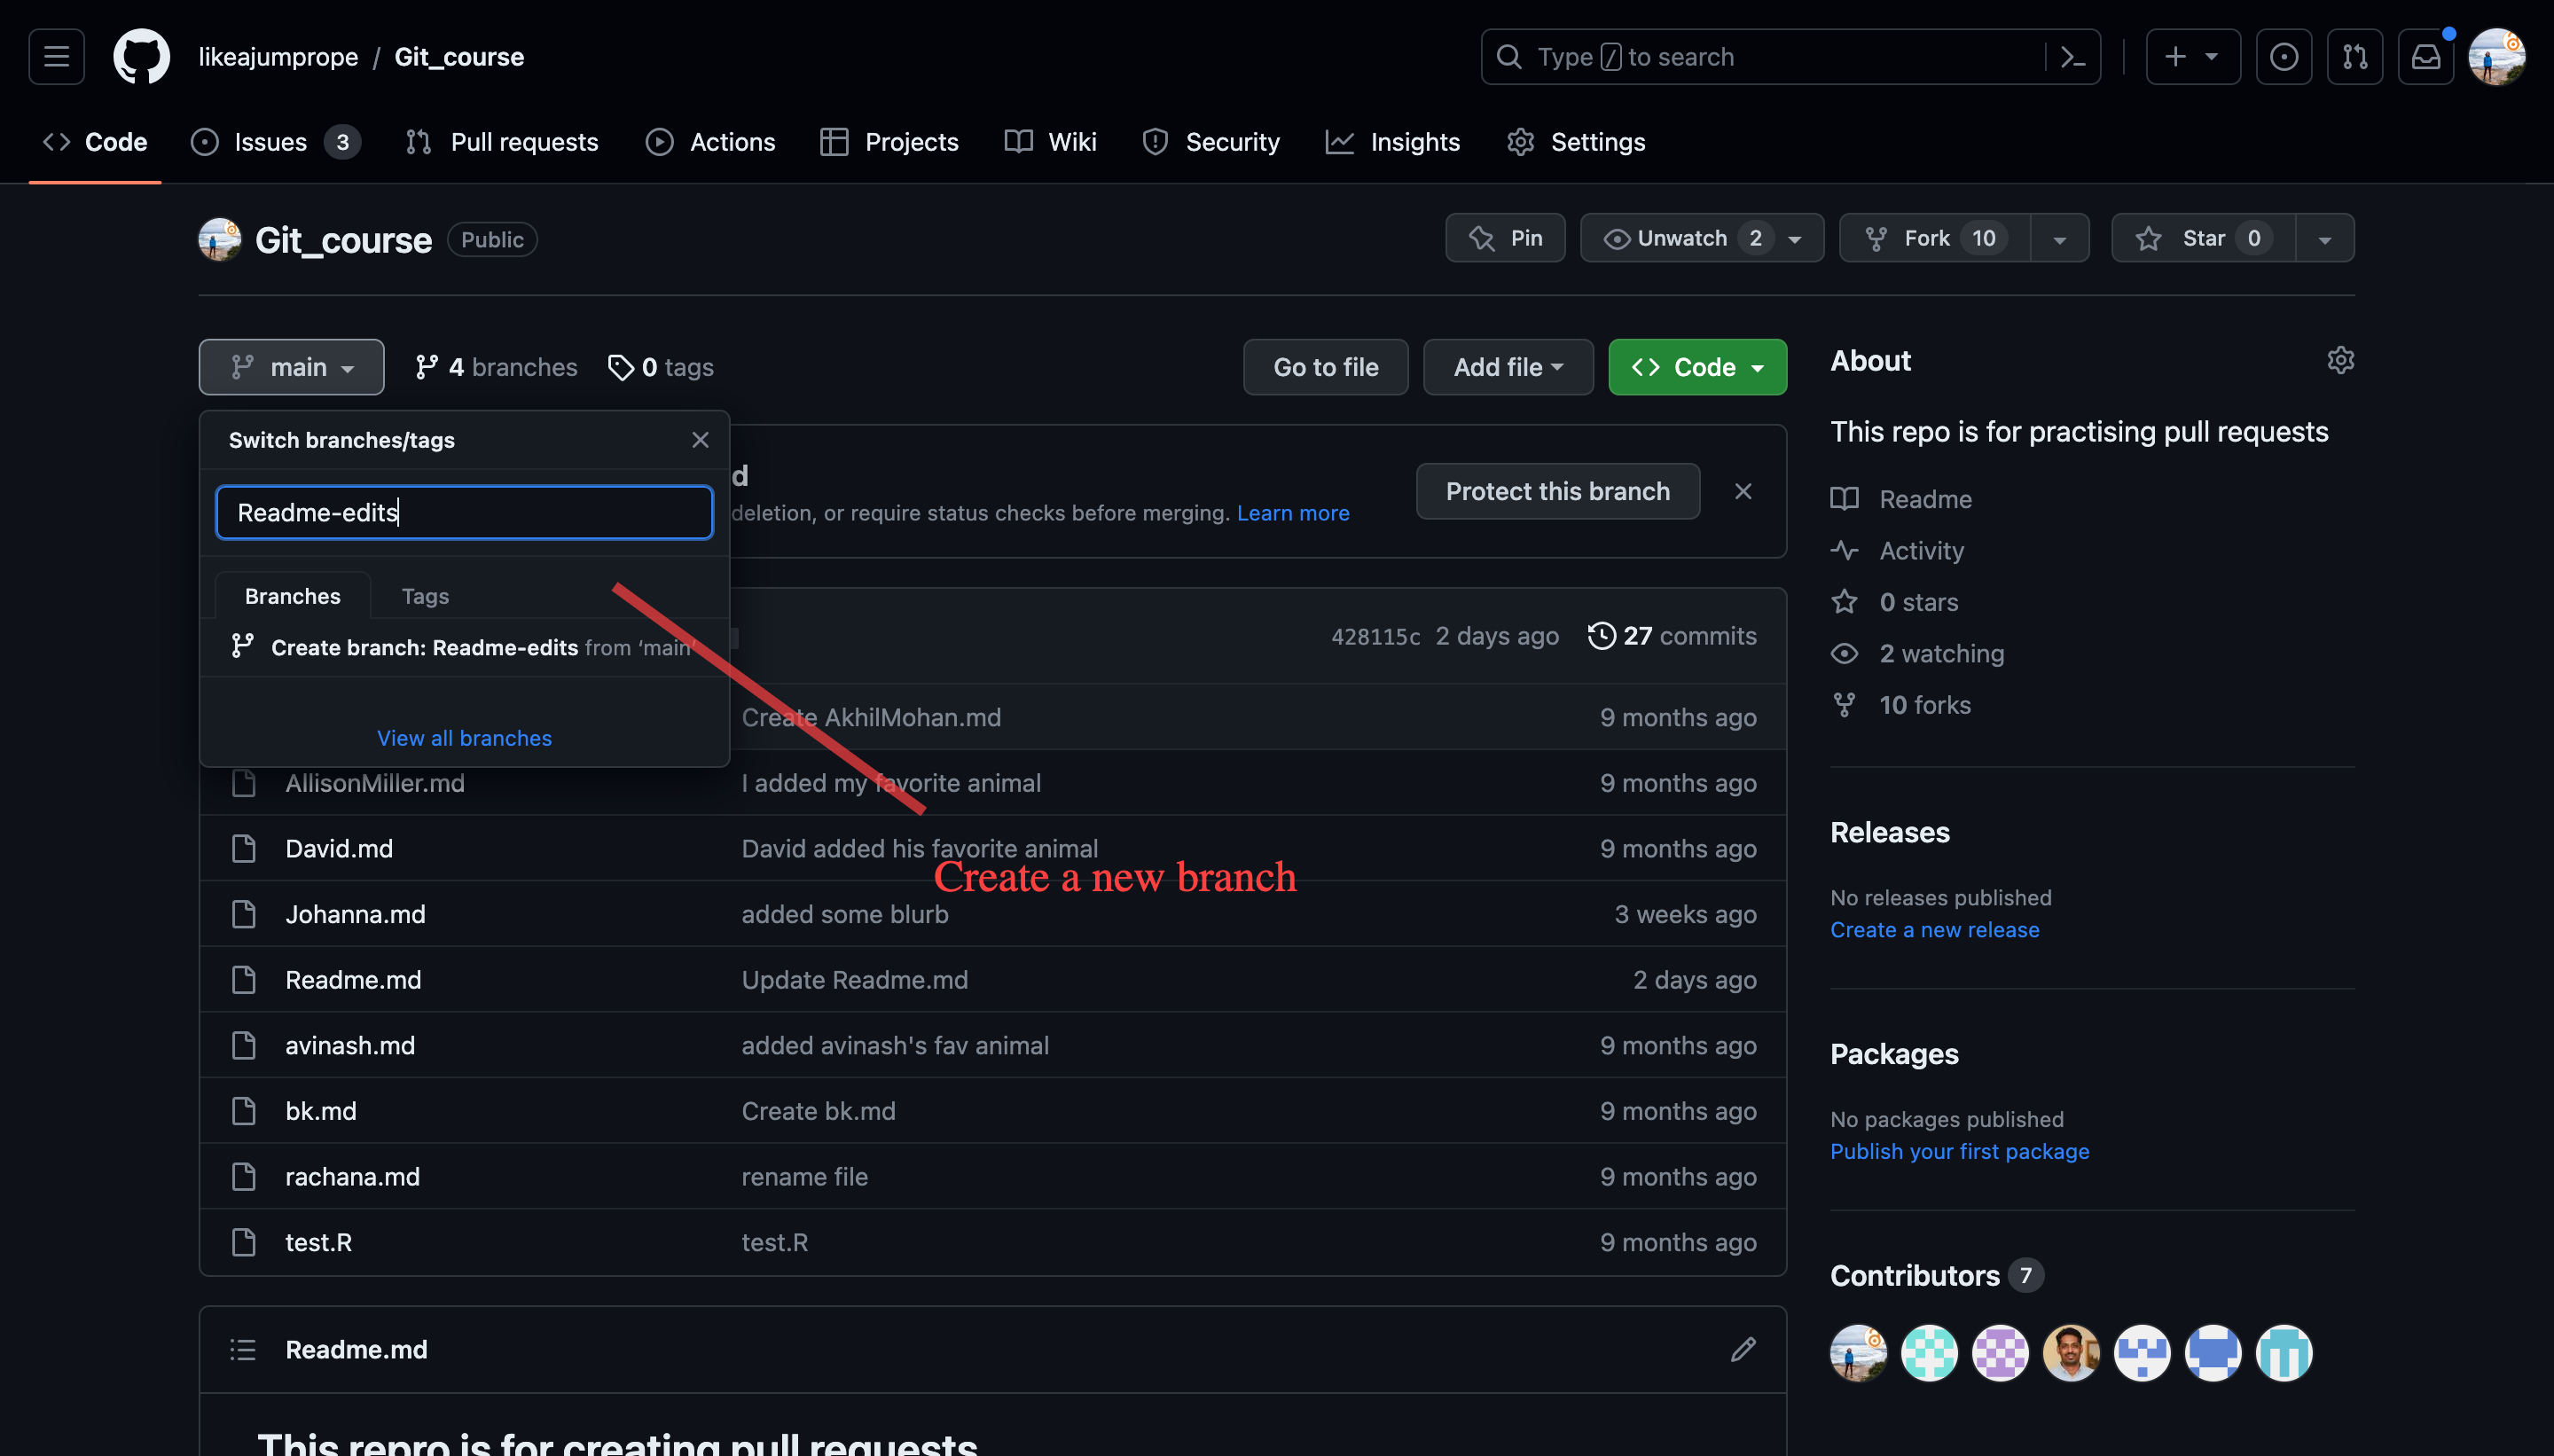 likeajumprope / Git_course
Type / to search
Code
Issues 3
Pull requests
Actions
Projects
Wiki
Security
Insights
Settings
Git_course Public
Pin
Unwatch 2
Fork 10
Star 0
main
4 branches
0 tags
Go to file
Add file
Code
Switch branches/tags
Readme-edits
Branches
Tags
Create branch: Readme-edits from ‘main’
View all branches
d
deletion, or require status checks before merging. Learn more
Protect this branch
428115c 2 days ago 27 commits
Create AkhilMohan.md 9 months ago
AllisonMiller.md I added my favorite animal 9 months ago
David.md David added his favorite animal 9 months ago
Create a new branch
Johanna.md added some blurb 3 weeks ago
Readme.md Update Readme.md 2 days ago
avinash.md added avinash's fav animal 9 months ago
bk.md Create bk.md 9 months ago
rachana.md rename file 9 months ago
test.R test.R 9 months ago
Readme.md
This repro is for creating pull requests
About
This repo is for practising pull requests
Readme
Activity
0 stars
2 watching
10 forks
Releases
No releases published
Create a new release
Packages
No packages published
Publish your first package
Contributors 7